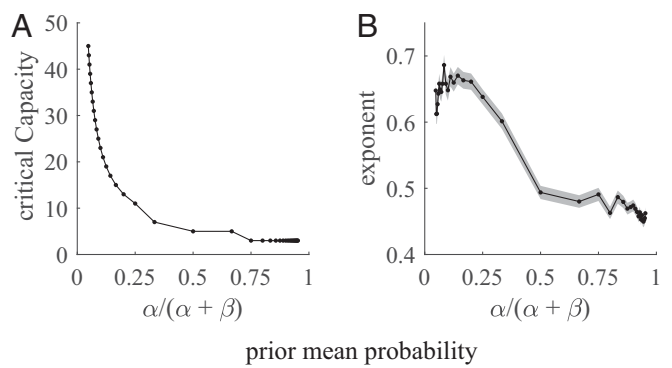 A
B
50
40
30
20
10
0
critical Capacity
0
0.25
0.5
0.75
1
α/(α + β)
0.7
0.6
0.5
0.4
exponent
0
0.25
0.5
0.75
1
α/(α + β)
prior mean probability